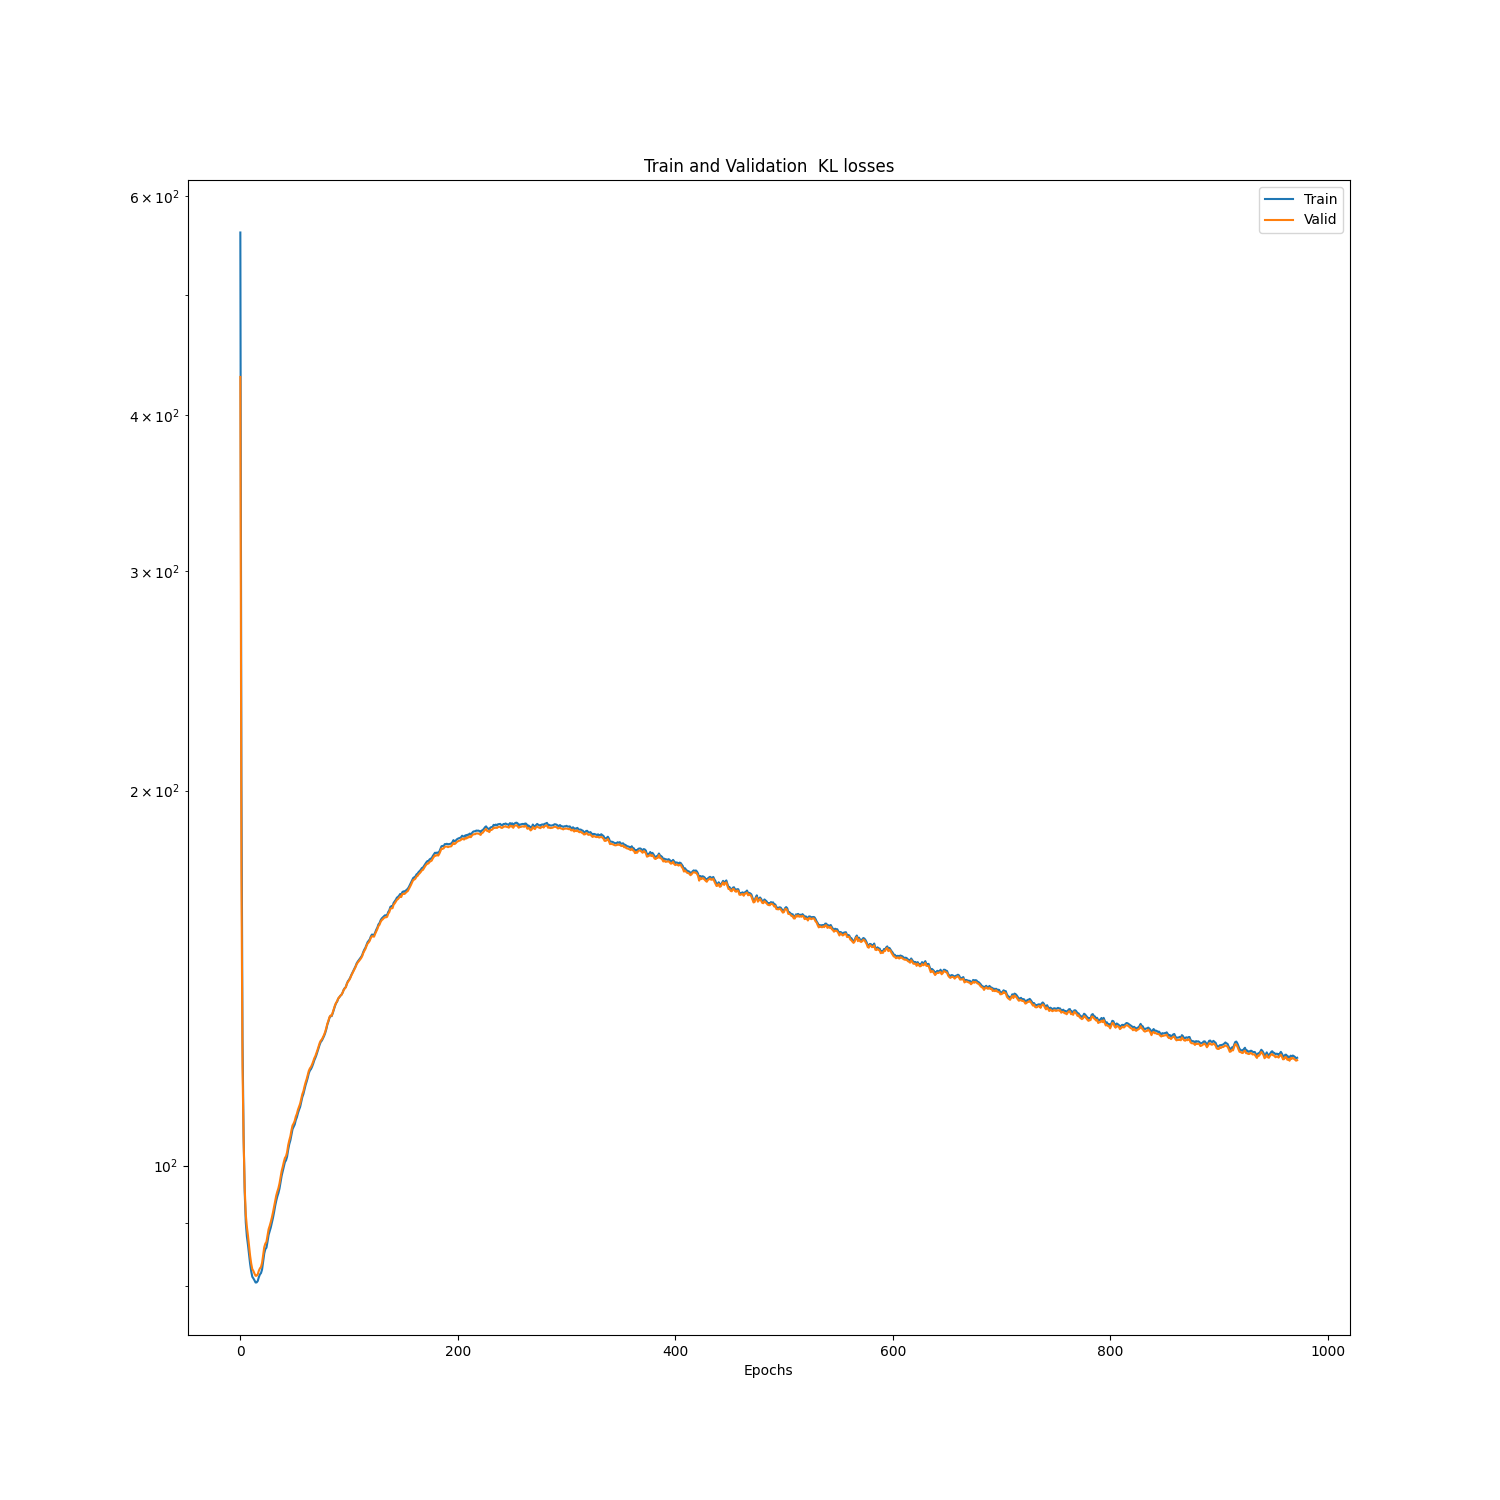 Train and Validation  KL losses
Train
Valid
6 × 10²
4 × 10²
3 × 10²
2 × 10²
10²
0 200 400 600 800 1000
Epochs